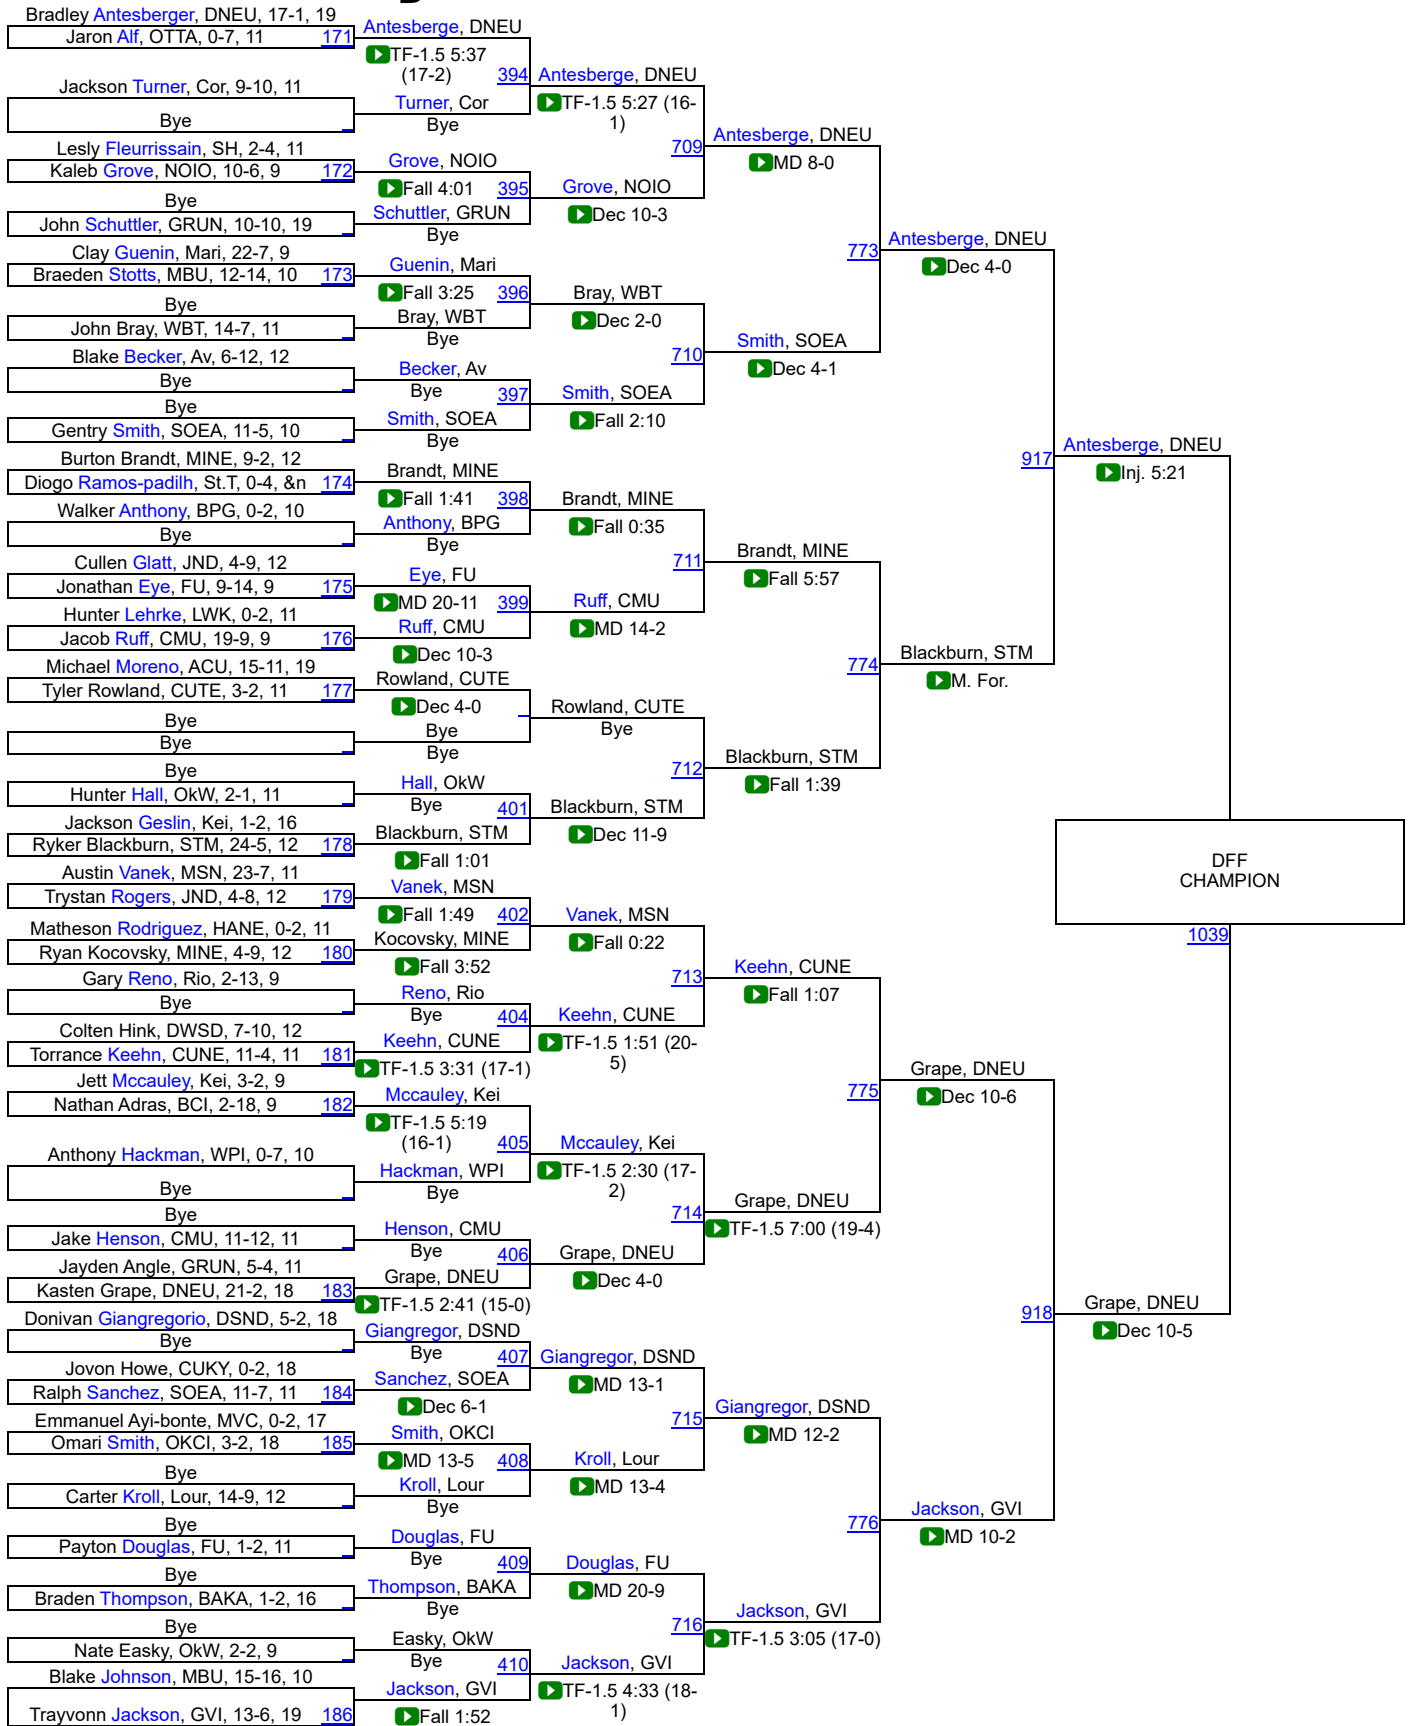 Bradley Antesberger, DNEU, 17-1, 19
Jaron Alf, OTTA, 0-7, 11 171
Jackson Turner, Cor, 9-10, 11
Bye
Lesly Fleurrissain, SH, 2-4, 11
Kaleb Grove, NOIO, 10-6, 9 172
Bye
John Schuttler, GRUN, 10-10, 19
Clay Guenin, Mari, 22-7, 9
Braeden Stotts, MBU, 12-14, 10 173
Bye
John Bray, WBT, 14-7, 11
Blake Becker, Av, 6-12, 12
Bye
Bye
Gentry Smith, SOEA, 11-5, 10
Burton Brandt, MINE, 9-2, 12
Diogo Ramos-padilh, St.T, 0-4, &n 174
Walker Anthony, BPG, 0-2, 10
Bye
Cullen Glatt, JND, 4-9, 12
Jonathan Eye, FU, 9-14, 9 175
Hunter Lehrke, LWK, 0-2, 11
Jacob Ruff, CMU, 19-9, 9 176
Michael Moreno, ACU, 15-11, 19
Tyler Rowland, CUTE, 3-2, 11 177
Bye
Bye
Bye
Hunter Hall, OkW, 2-1, 11
Jackson Geslin, Kei, 1-2, 16
Ryker Blackburn, STM, 24-5, 12 178
Austin Vanek, MSN, 23-7, 11
Trystan Rogers, JND, 4-8, 12 179
Matheson Rodriguez, HANE, 0-2, 11
Ryan Kocovsky, MINE, 4-9, 12 180
Gary Reno, Rio, 2-13, 9
Bye
Colten Hink, DWSD, 7-10, 12
Torrance Keehn, CUNE, 11-4, 11 181
Jett Mccauley, Kei, 3-2, 9
Nathan Adras, BCI, 2-18, 9 182
Anthony Hackman, WPI, 0-7, 10
Bye
Bye
Jake Henson, CMU, 11-12, 11
Jayden Angle, GRUN, 5-4, 11
Kasten Grape, DNEU, 21-2, 18 183
Donivan Giangregorio, DSND, 5-2, 18
Bye
Jovon Howe, CUKY, 0-2, 18
Ralph Sanchez, SOEA, 11-7, 11 184
Emmanuel Ayi-bonte, MVC, 0-2, 17
Omari Smith, OKCI, 3-2, 18 185
Bye
Carter Kroll, Lour, 14-9, 12
Bye
Payton Douglas, FU, 1-2, 11
Bye
Braden Thompson, BAKA, 1-2, 16
Bye
Nate Easky, OkW, 2-2, 9
Blake Johnson, MBU, 15-16, 10
Trayvonn Jackson, GVI, 13-6, 19 186
Antesberge, DNEU
TF-1.5 5:37
(17-2) 394
Turner, Cor
Bye
Grove, NOIO
Fall 4:01 395
Schuttler, GRUN
Bye
Guenin, Mari
Fall 3:25 396
Bray, WBT
Bye
Becker, Av
Bye 397
Smith, SOEA
Bye
Brandt, MINE
Fall 1:41 398
Anthony, BPG
Bye
Eye, FU
MD 20-11 399
Ruff, CMU
Dec 10-3
Rowland, CUTE
Dec 4-0
Bye
Bye
Hall, OkW
Bye 401
Blackburn, STM
Fall 1:01
Vanek, MSN
Fall 1:49 402
Kocovsky, MINE
Fall 3:52
Reno, Rio
Bye 404
Keehn, CUNE
TF-1.5 3:31 (17-1)
Mccauley, Kei
TF-1.5 5:19
(16-1) 405
Hackman, WPI
Bye
Henson, CMU
Bye 406
Grape, DNEU
TF-1.5 2:41 (15-0)
Giangregor, DSND
Bye 407
Sanchez, SOEA
Dec 6-1
Smith, OKCI
MD 13-5 408
Kroll, Lour
Bye
Douglas, FU
Bye 409
Thompson, BAKA
Bye
Easky, OkW
Bye 410
Jackson, GVI
Fall 1:52
Antesberge, DNEU
TF-1.5 5:27 (16-
1)
709
Grove, NOIO
Dec 10-3
Bray, WBT
Dec 2-0
710
Smith, SOEA
Fall 2:10
Brandt, MINE
Fall 0:35
711
Ruff, CMU
MD 14-2
Rowland, CUTE
Bye
712
Blackburn, STM
Dec 11-9
Vanek, MSN
Fall 0:22
713
Keehn, CUNE
TF-1.5 1:51 (20-
5)
Mccauley, Kei
TF-1.5 2:30 (17-
2)
714
Grape, DNEU
Dec 4-0
Giangregor, DSND
MD 13-1
715
Kroll, Lour
MD 13-4
Douglas, FU
MD 20-9
716
Jackson, GVI
TF-1.5 4:33 (18-
1)
Antesberge, DNEU
MD 8-0
773
Smith, SOEA
Dec 4-1
Brandt, MINE
Fall 5:57
774
Blackburn, STM
Fall 1:39
Keehn, CUNE
Fall 1:07
775
Grape, DNEU
TF-1.5 7:00 (19-4)
Giangregor, DSND
MD 12-2
776
Jackson, GVI
TF-1.5 3:05 (17-0)
Antesberge, DNEU
Dec 4-0
917
Blackburn, STM
M. For.
Grape, DNEU
Dec 10-6
918
Jackson, GVI
MD 10-2
Antesberge, DNEU
Inj. 5:21
Grape, DNEU
Dec 10-5
DFF
CHAMPION
1039